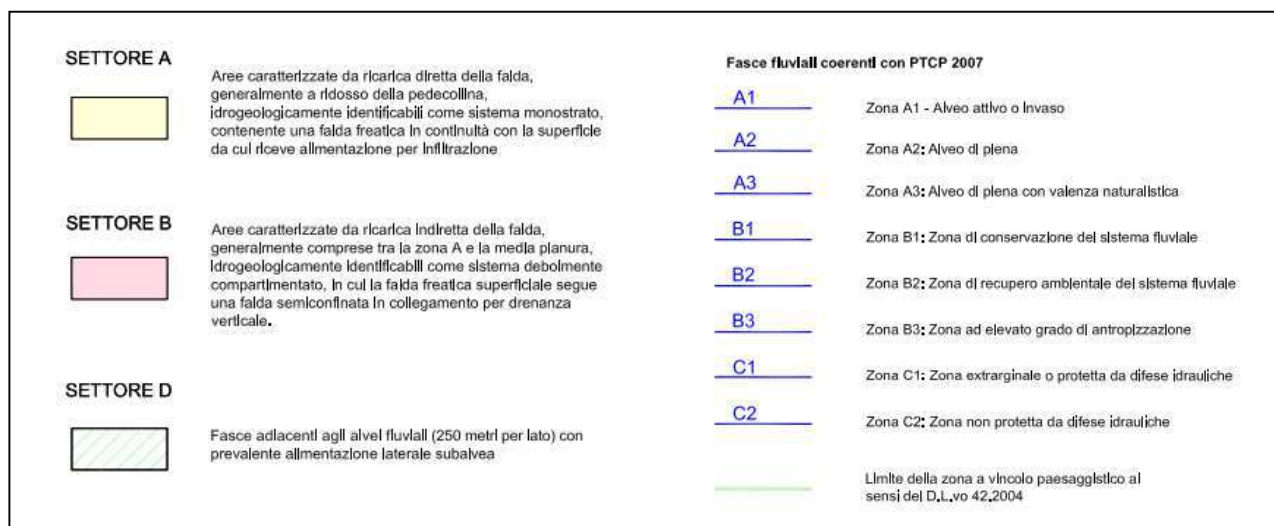 SETTORE A
Aree caratterizzate da ricarica diretta della falda,
generalmente a ridosso della pedecollina,
idrogeologicamente identificabili come sistema monostrato,
contenente una falda freatica in continuità con la superficie
da cui riceve alimentazione per infiltrazione
SETTORE B
Aree caratterizzate da ricarica indiretta della falda,
generalmente comprese tra la zona A e la media pianura,
idrogeologicamente identificabili come sistema debolmente
compartimentato, in cui la falda freatica superficiale segue
una falda semiconfinata in collegamento per drenanza
verticale.
SETTORE D
Fasce adiacenti agli alvei fluviali (250 metri per lato) con
prevalente alimentazione laterale subalvea
Fasce fluviali coerenti con PTCP 2007
A1
Zona A1 - Alveo attivo o invaso
A2
Zona A2: Alveo di piena
A3
Zona A3: Alveo di piena con valenza naturalistica
B1
Zona B1: Zona di conservazione del sistema fluviale
B2
Zona B2: Zona di recupero ambientale del sistema fluviale
B3
Zona B3: Zona ad elevato grado di antropizzazione
C1
Zona C1: Zona extrarginale o protetta da difese idrauliche
C2
Zona C2: Zona non protetta da difese idrauliche
Limite della zona a vincolo paesaggistico ai
sensi del D.L.vo 42.2004